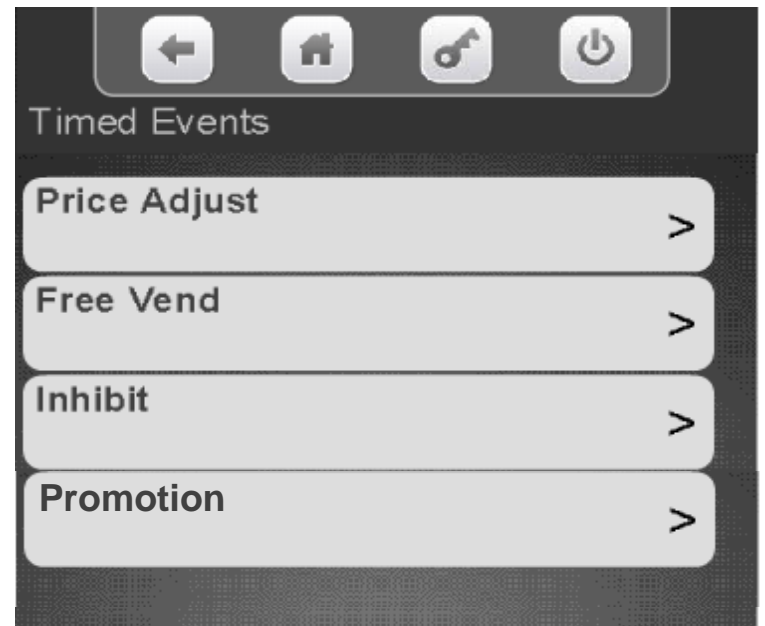 Timed Events
Price Adjust
>
Free Vend
>
Inhibit
>
Promotion
>